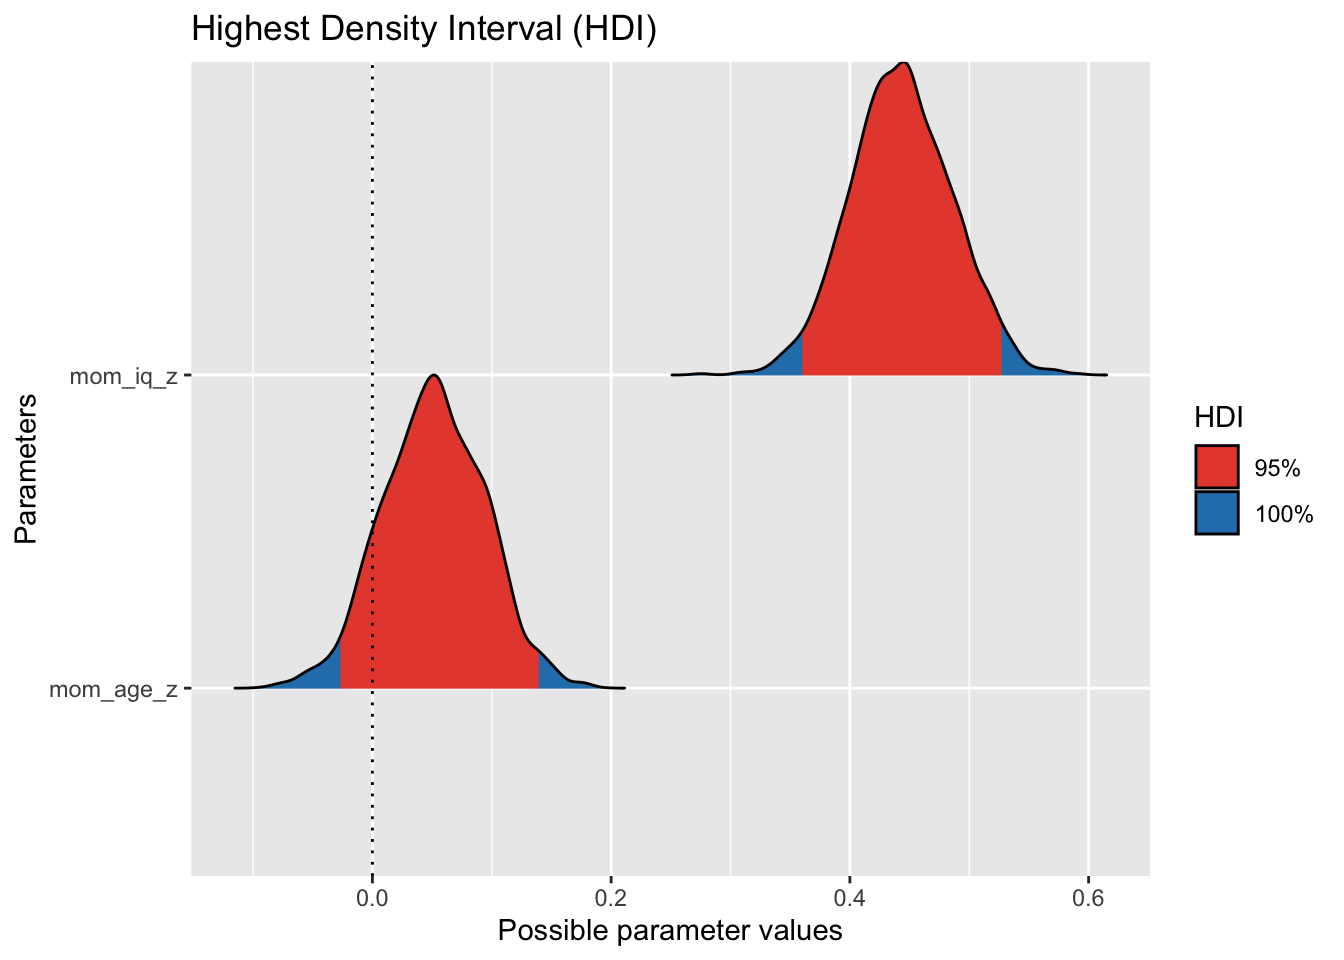 Highest Density Interval (HDI)
mom_iq_z
mom_age_z
Parameters
0.0
0.2
0.4
0.6
Possible parameter values
HDI
95%
100%